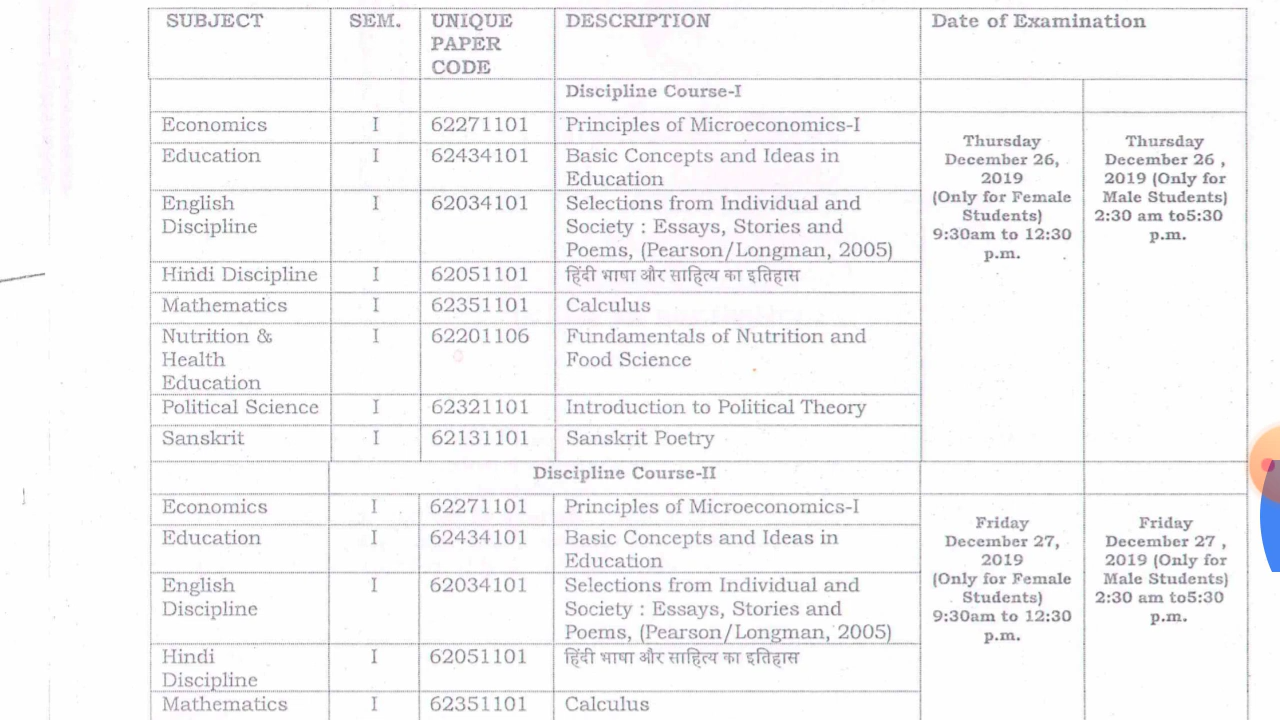 SUBJECT SEM. UNIQUE PAPER CODE DESCRIPTION Date of Examination
Discipline Course-I
Economics I 62271101 Principles of Microeconomics-I
Education I 62434101 Basic Concepts and Ideas in
Education
English I 62034101 Selections from Individual and
Discipline Society : Essays, Stories and
Poems, (Pearson/Longman, 2005)
Hindi Discipline I 62051101 हिंदी भाषा और साहित्य का इतिहास
Mathematics I 62351101 Calculus
Nutrition & I 62201106 Fundamentals of Nutrition and
Health Food Science
Education
Political Science I 62321101 Introduction to Political Theory
Sanskrit I 62131101 Sanskrit Poetry
Thursday
December 26,
2019
(Only for Female
Students)
9:30am to 12:30
p.m.
Thursday
December 26 ,
2019 (Only for
Male Students)
2:30 am to5:30
p.m.
Discipline Course-II
Economics I 62271101 Principles of Microeconomics-I
Education I 62434101 Basic Concepts and Ideas in
Education
English I 62034101 Selections from Individual and
Discipline Society : Essays, Stories and
Poems, (Pearson/Longman, 2005)
Hindi I 62051101 हिंदी भाषा और साहित्य का इतिहास
Discipline
Mathematics I 62351101 Calculus
Friday
December 27,
2019
(Only for Female
Students)
9:30am to 12:30
p.m.
Friday
December 27 ,
2019 (Only for
Male Students)
2:30 am to5:30
p.m.